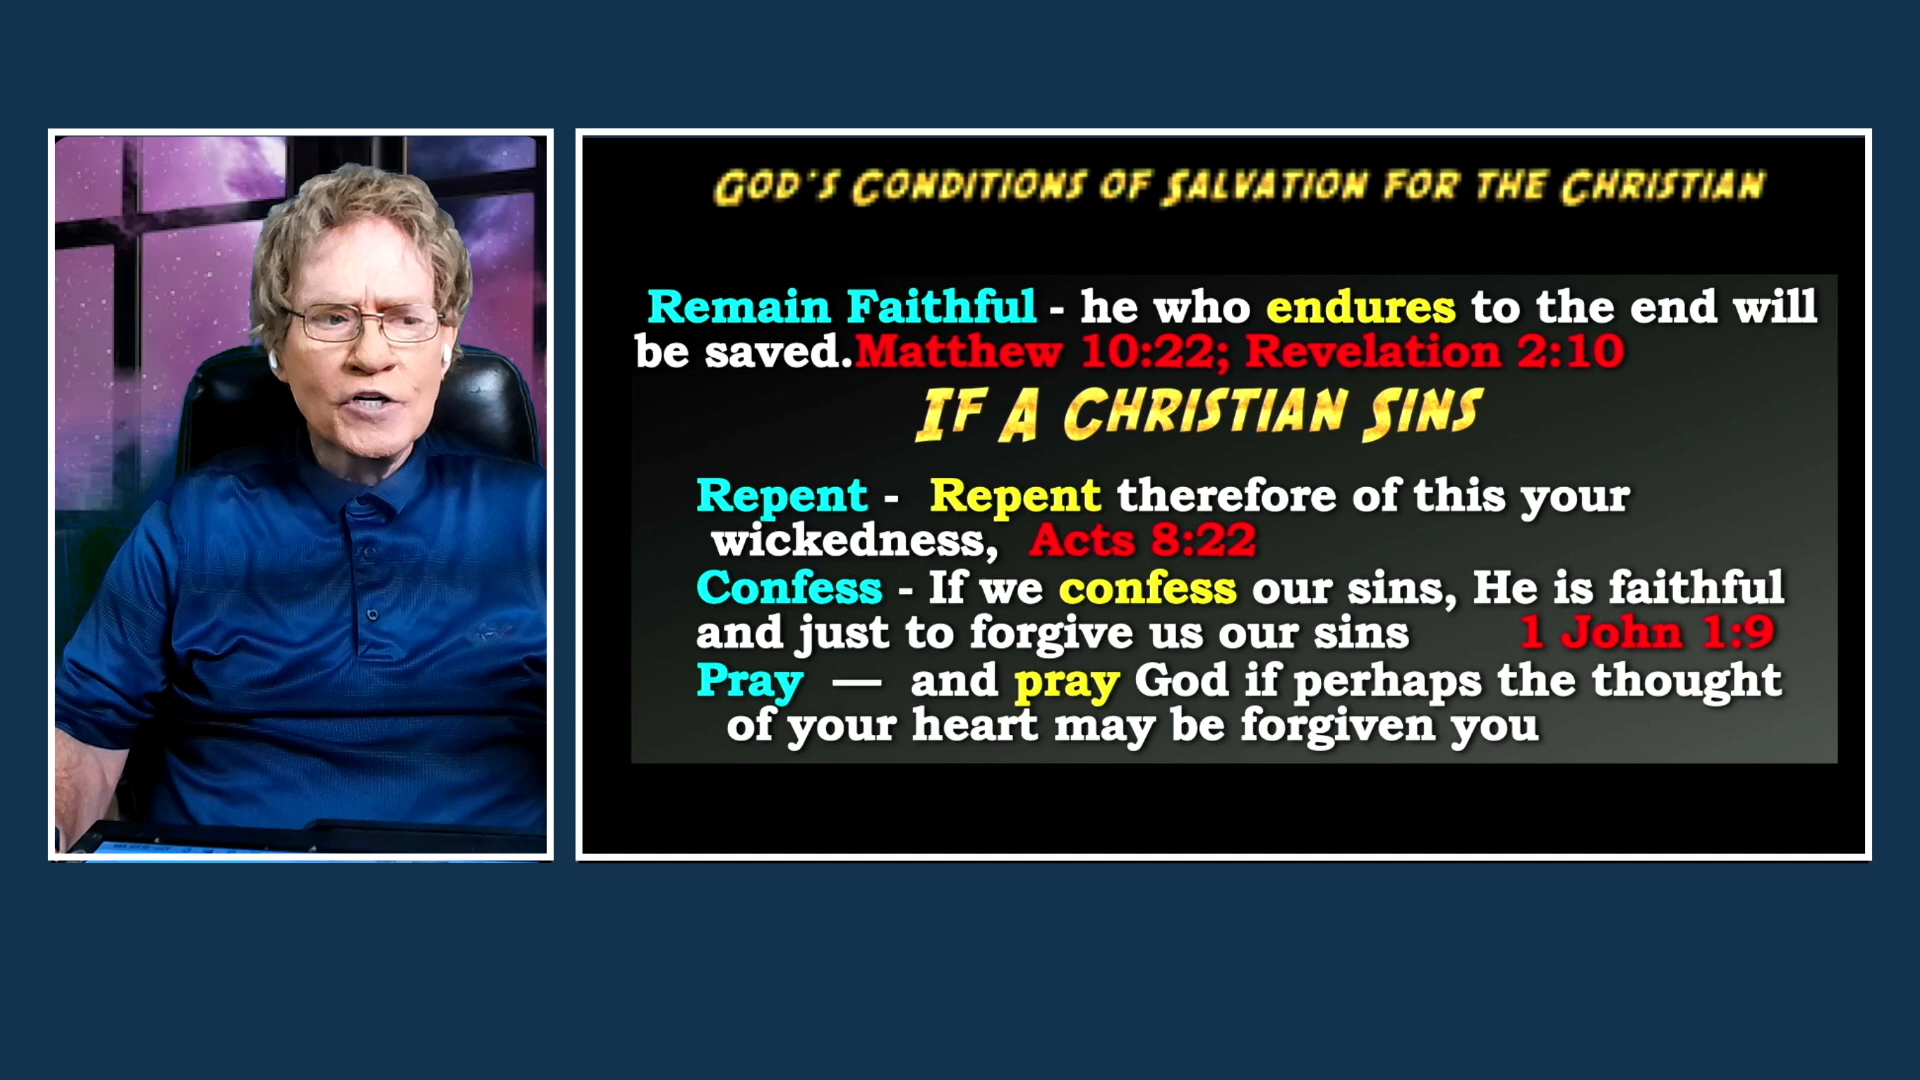 God's Conditions of Salvation for the Christian
Remain Faithful - he who endures to the end will
be saved.Matthew 10:22; Revelation 2:10
If A Christian Sins
Repent - Repent therefore of this your
wickedness, Acts 8:22
Confess - If we confess our sins, He is faithful
and just to forgive us our sins 1 John 1:9
Pray — and pray God if perhaps the thought
of your heart may be forgiven you